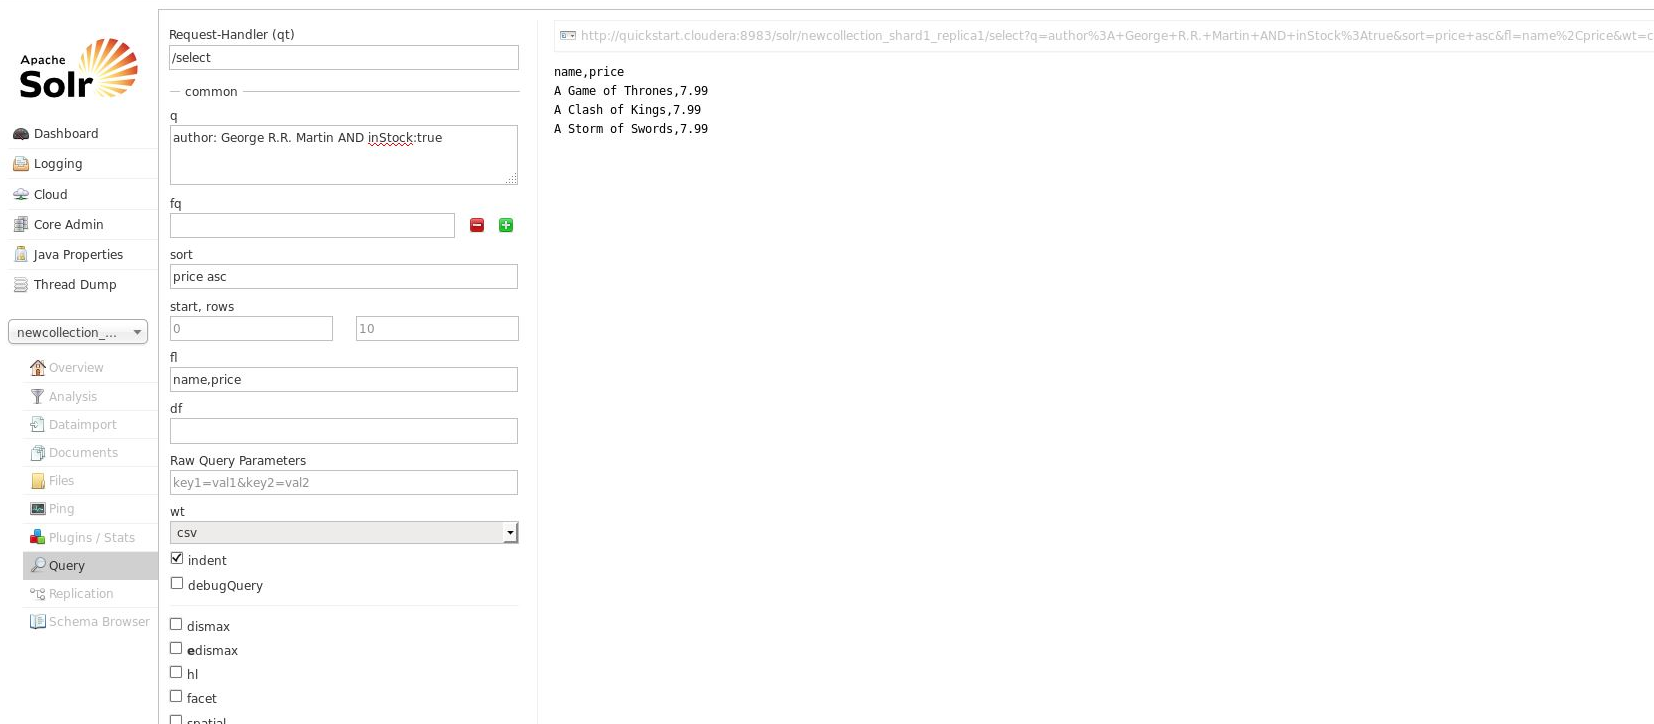 Apache
Solr
Dashboard
Logging
Cloud
Core Admin
Java Properties
Thread Dump
newcollection_...
Overview
Analysis
Dataimport
Documents
Files
Ping
Plugins / Stats
Query
Replication
Schema Browser
Request-Handler (qt)
/select
common
q
author: George R.R. Martin AND inStock:true
fq
sort
price asc
start, rows
0 10
fl
name,price
df
Raw Query Parameters
key1=val1&key2=val2
wt
csv
indent
debugQuery
dismax
edismax
hl
facet
spatial
http://quickstart.cloudera:8983/solr/newcollection_shard1_replica1/select?q=author%3A+George+R.R.+Martin+AND+inStock%3Atrue&sort=price+asc&fl=name%2Cprice&wt=c
name,price
A Game of Thrones,7.99
A Clash of Kings,7.99
A Storm of Swords,7.99